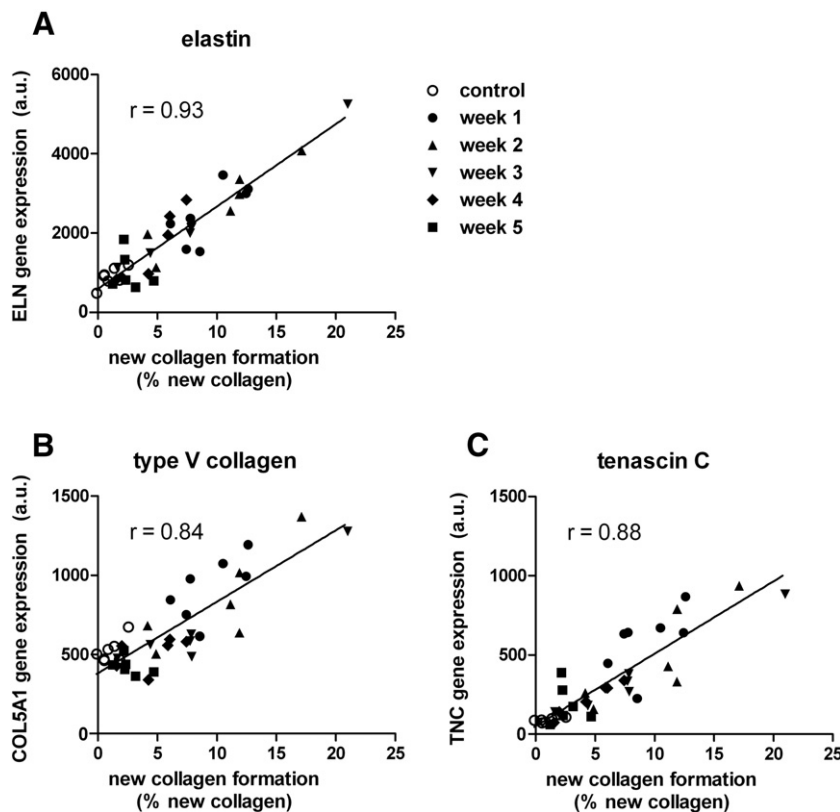 A
elastin
ELN gene expression (a.u.)
6000
4000
2000
0
r = 0.93
0 5 10 15 20 25
new collagen formation
(% new collagen)
control
week 1
week 2
week 3
week 4
week 5
B
type V collagen
COL5A1 gene expression (a.u.)
1500
1000
500
0
r = 0.84
0 5 10 15 20 25
new collagen formation
(% new collagen)
C
tenascin C
TNC gene expression (a.u.)
1500
1000
500
0
r = 0.88
0 5 10 15 20 25
new collagen formation
(% new collagen)